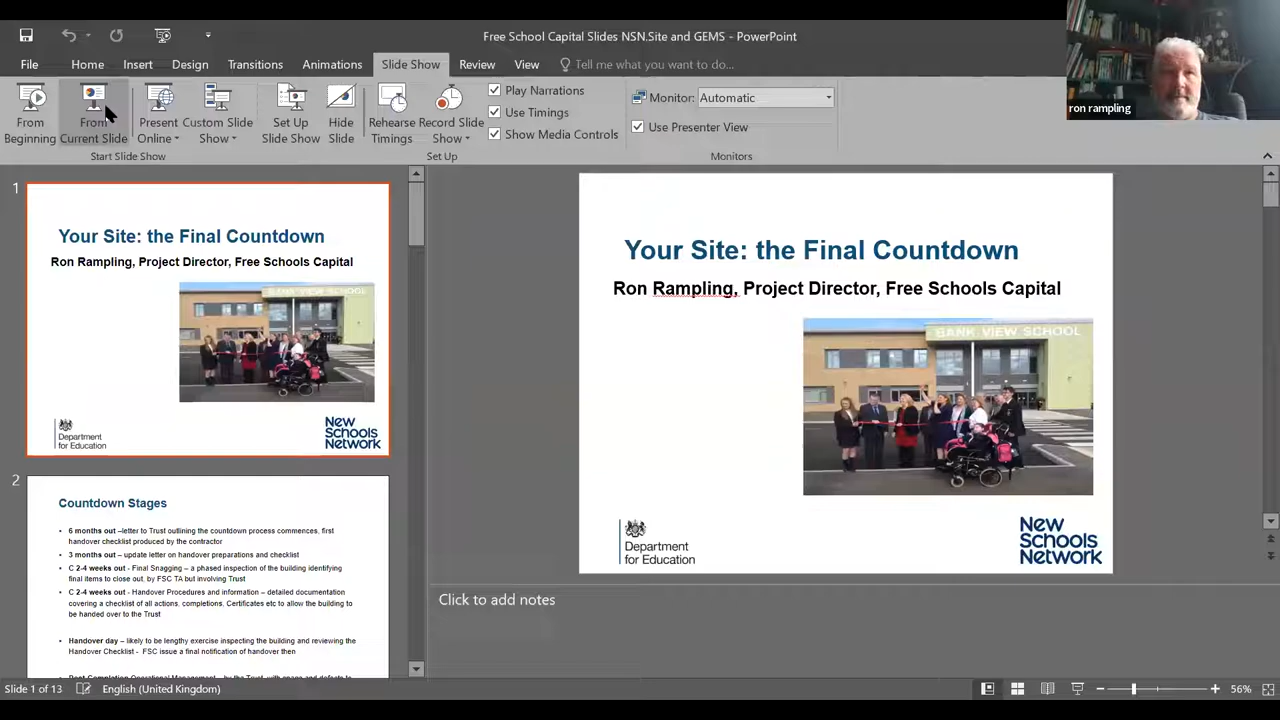 Free School Capital Slides NSN.Site and GEMS - PowerPoint
File Home Insert Design Transitions Animations Slide Show Review View Tell me what you want to do...
ron rampling
From Beginning
From Current Slide
Present Online
Custom Slide Show
Start Slide Show
Set Up Slide Show
Hide Slide
Rehearse Timings
Record Slide Show
Play Narrations
Use Timings
Show Media Controls
Set Up
Monitor: Automatic
Use Presenter View
Monitors
1
Your Site: the Final Countdown
Ron Rampling, Project Director, Free Schools Capital
BANK VIEW SCHOOL
Department
for Education
New
Schools
Network
2
Countdown Stages
• 6 months out –letter to Trust outlining the countdown process commences, first
handover checklist produced by the contractor
• 3 months out – update letter on handover preparations and checklist
• C 2-4 weeks out - Final Snagging – a phased inspection of the building identifying
final items to close out, by FSC TA but involving Trust
• C 2-4 weeks out - Handover Procedures and information – detailed documentation
covering a checklist of all actions, completions, Certificates etc to allow the building to
be handed over to the Trust
• Handover day – likely to be lengthy exercise inspecting the building and reviewing the
Handover Checklist - FSC issue a final notification of handover then
Your Site: the Final Countdown
Ron Rampling, Project Director, Free Schools Capital
BANK VIEW SCHOOL
Department
for Education
New
Schools
Network
Click to add notes
Slide 1 of 13 English (United Kingdom) 56%